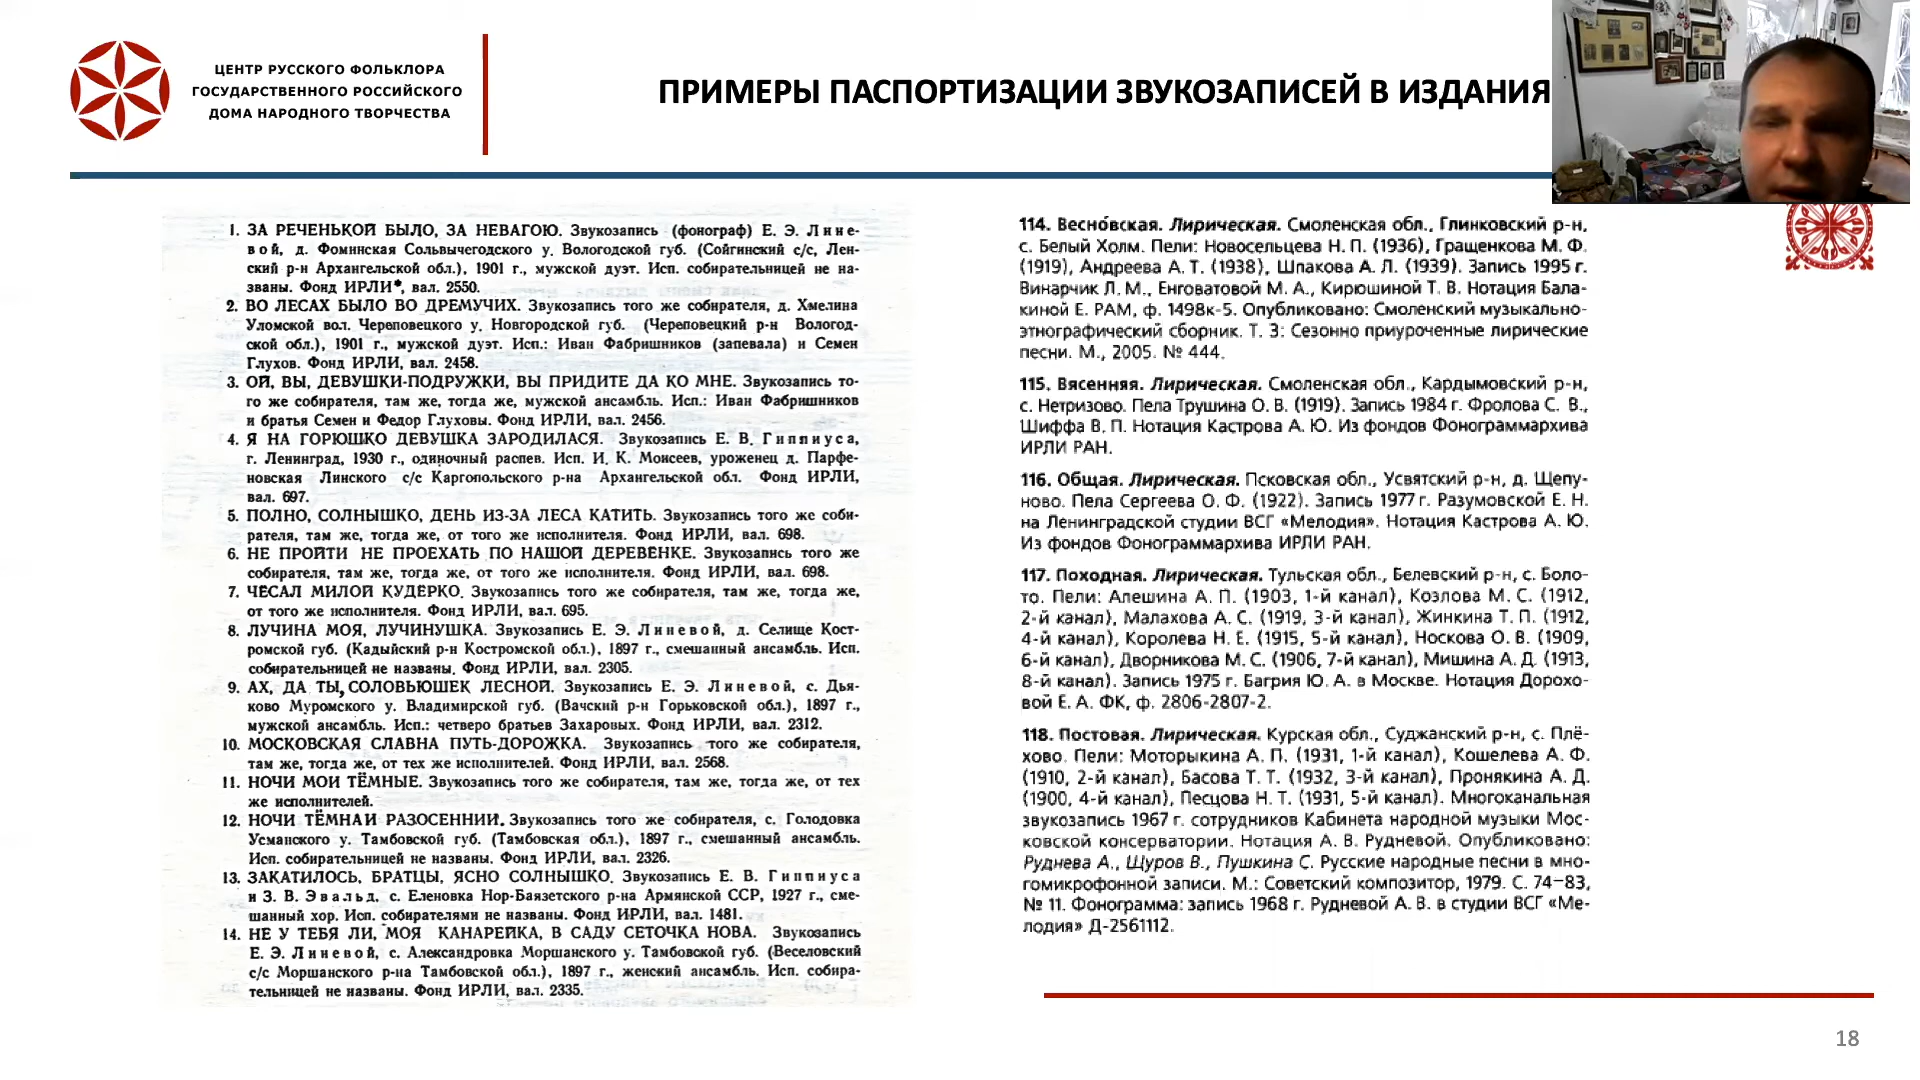 ЦЕНТР РУССКОГО ФОЛЬКЛОРА
ГОСУДАРСТВЕННОГО РОССИЙСКОГО
ДОМА НАРОДНОГО ТВОРЧЕСТВА
ПРИМЕРЫ ПАСПОРТИЗАЦИИ ЗВУКОЗАПИСЕЙ В ИЗДАНИЯ
1. ЗА РЕЧЕНЬКОЙ БЫЛО, ЗА НЕВАГОЮ. Звукозапись (фонограф) Е. Э. Лине-
вой, д. Фоминская Сольвычегодского у. Вологодской губ. (Сойгинский с/с, Лен-
ский р-н Архангельской обл.), 1901 г., мужской дуэт. Исп. собирательницей не на-
званы. Фонд ИРЛИ*, вал. 2550.
2. ВО ЛЕСАХ БЫЛО ВО ДРЕМУЧИХ. Звукозапись того же собирателя, д. Хмелина
Уломской вол. Череповецкого у. Новгородской губ. (Череповецкий р-н Вологод-
ской обл.), 1901 г., мужской дуэт. Исп.: Иван Фабришников (запевала) и Семен
Глухов. Фонд ИРЛИ, вал. 2458.
3. ОЙ, ВЫ, ДЕВУШКИ-ПОДРУЖКИ, ВЫ ПРИДИТЕ ДА КО МНЕ. Звукозапись то-
го же собирателя, там же, тогда же, мужской ансамбль. Исп.: Иван Фабришников
и братья Семен и Федор Глуховы. Фонд ИРЛИ, вал. 2456.
4. Я НА ГОРЮШКО ДЕВУШКА ЗАРОДИЛАСЯ. Звукозапись Е. В. Гиппиуса,
г. Ленинград, 1930 г., одиночный распев. Исп. И. К. Моисеев, уроженец д. Парфе-
новская Линского с/с Каргопольского р-на Архангельской обл. Фонд ИРЛИ,
вал. 697.
5. ПОЛНО, СОЛНЫШКО, ДЕНЬ ИЗ-ЗА ЛЕСА КАТИТЬ. Звукозапись того же соби-
рателя, там же, тогда же, от того же исполнителя. Фонд ИРЛИ, вал. 698.
6. НЕ ПРОЙТИ НЕ ПРОЕХАТЬ ПО НАШОЙ ДЕРЕВЕНКЕ. Звукозапись того же
собирателя, там же, тогда же, от того же исполнителя. Фонд ИРЛИ, вал. 698.
7. ЧЕСАЛ МИЛОЙ КУДЕРКО. Звукозапись того же собирателя, там же, тогда же,
от того же исполнителя. Фонд ИРЛИ, вал. 695.
8. ЛУЧИНА МОЯ, ЛУЧИНУШКА. Звукозапись Е. Э. Линевой, д. Селище Кост-
ромской губ. (Кадыйский р-н Костромской обл.), 1897 г., смешанный ансамбль. Исп.
собирательницей не названы. Фонд ИРЛИ, вал. 2305.
9. АХ, ДА ТЫ, СОЛОВЬЮШЕК ЛЕСНОЙ. Звукозапись Е. Э. Линевой, с. Дья-
ково Муромского у. Владимирской губ. (Вачский р-н Горьковской обл.), 1897 г.,
мужской ансамбль. Исп.: четверо братьев Захаровых. Фонд ИРЛИ, вал. 2312.
10. МОСКОВСКАЯ СЛАВНА ПУТЬ-ДОРОЖКА. Звукозапись того же собирателя,
там же, тогда же, от тех же исполнителей. Фонд ИРЛИ, вал. 2568.
11. НОЧИ МОИ ТЁМНЫЕ. Звукозапись того же собирателя, там же, тогда же, от тех
же исполнителей.
12. НОЧИ ТЁМНАИ РАЗОСЕННИИ. Звукозапись того же собирателя, с. Голодовка
Усманского у. Тамбовской губ. (Тамбовская обл.), 1897 г., смешанный ансамбль.
Исп. собирательницей не названы. Фонд ИРЛИ, вал. 2326.
13. ЗАКАТИЛОСЬ, БРАТЦЫ, ЯСНО СОЛНЫШКО. Звукозапись Е. В. Гиппиуса
и З. В. Эвальд, с. Еленовка Нор-Баязетского р-на Армянской ССР, 1927 г., сме-
шанный хор. Исп. собирателями не названы. Фонд ИРЛИ, вал. 1481.
14. НЕ У ТЕБЯ ЛИ, МОЯ КАНАРЕЙКА, В САДУ СЕТОЧКА НОВА. Звукозапись
Е. Э. Линевой, с. Александровка Моршанского у. Тамбовской губ. (Веселовский
с/с Моршанского р-на Тамбовской обл.), 1897 г., женский ансамбль. Исп. собира-
тельницей не названы. Фонд ИРЛИ, вал. 2335.
114. Весно́вская. Лирическая. Смоленская обл., Глинковский р-н,
с. Белый Холм. Пели: Новосельцева Н. П. (1936), Гращенкова М. Ф.
(1919), Андреева А. Т. (1938), Шпакова А. Л. (1939). Запись 1995 г.
Винарчик Л. М., Енговатовой М. А., Кирюшиной Т. В. Нотация Бала-
киной Е. РАМ, ф. 1498к-5. Опубликовано: Смоленский музыкально-
этнографический сборник. Т. 3: Сезонно приуроченные лирические
песни. М., 2005. № 444.
115. Вясенняя. Лирическая. Смоленская обл., Кардымовский р-н,
с. Нетризово. Пела Трушина О. В. (1919). Запись 1984 г. Фролова С. В.,
Шиффа В. П. Нотация Кастрова А. Ю. Из фондов Фонограммархива
ИРЛИ РАН.
116. Общая. Лирическая. Псковская обл., Усвятский р-н, д. Щепу-
ново. Пела Сергеева О. Ф. (1922). Запись 1977 г. Разумовской Е. Н.
на Ленинградской студии ВСГ «Мелодия». Нотация Кастрова А. Ю.
Из фондов Фонограммархива ИРЛИ РАН.
117. Походная. Лирическая. Тульская обл., Белевский р-н, с. Боло-
то. Пели: Алешина А. П. (1903, 1-й канал), Козлова М. С. (1912,
2-й канал), Малахова А. С. (1919, 3-й канал), Жинкина Т. П. (1912,
4-й канал), Королева Н. Е. (1915, 5-й канал), Носкова О. В. (1909,
6-й канал), Дворникова М. С. (1906, 7-й канал), Мишина А. Д. (1913,
8-й канал). Запись 1975 г. Багрия Ю. А. в Москве. Нотация Дорохо-
вой Е. А. ФК, ф. 2806-2807-2.
118. Постовая. Лирическая. Курская обл., Суджанский р-н, с. Плё-
хово. Пели: Моторыкина А. П. (1931, 1-й канал), Кошелева А. Ф.
(1910, 2-й канал), Басова Т. Т. (1932, 3-й канал), Пронякина А. Д.
(1900, 4-й канал), Песцова Н. Т. (1931, 5-й канал). Многоканальная
звукозапись 1967 г. сотрудников Кабинета народной музыки Мос-
ковской консерватории. Нотация А. В. Рудневой. Опубликовано:
Руднева А., Щуров В., Пушкина С. Русские народные песни в мно-
гомикрофонной записи. М.: Советский композитор, 1979. С. 74–83,
№ 11. Фонограмма: запись 1968 г. Рудневой А. В. в студии ВСГ «Ме-
лодия» Д-2561112.
18